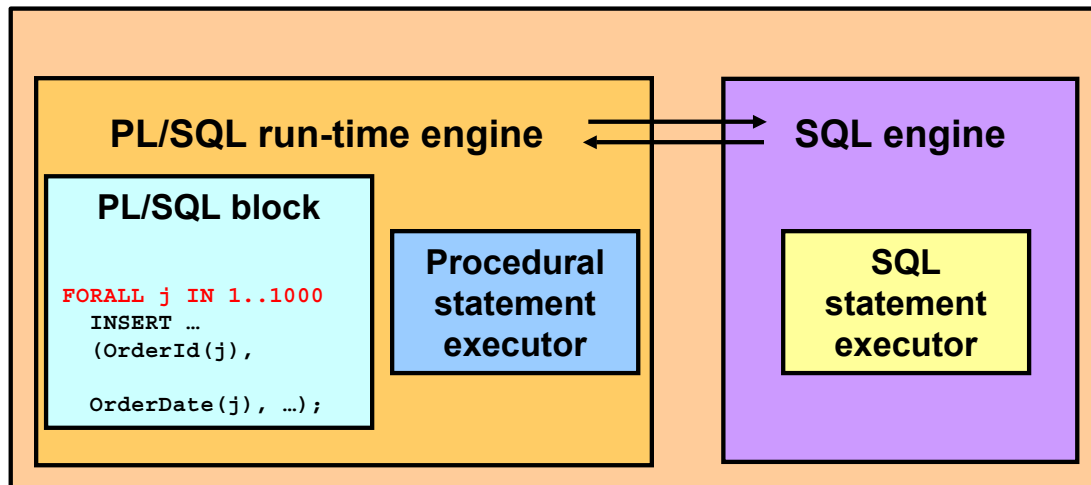 PL/SQL run-time engine
SQL engine
PL/SQL block
FORALL j IN 1..1000
INSERT …
(OrderId(j),
OrderDate(j), …);
Procedural
statement
executor
SQL
statement
executor